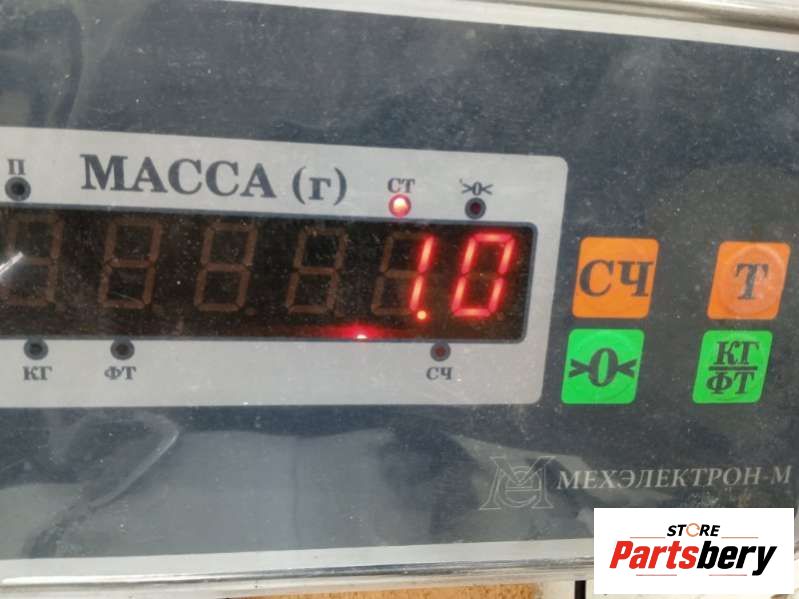 П
МАССА (г)
СТ
>0<
1.0
КГ
ФТ
СЧ
СЧ
Т
>0<
КГ
ФТ
МЕХЭЛЕКТРОН-М
STORE
Partsbery